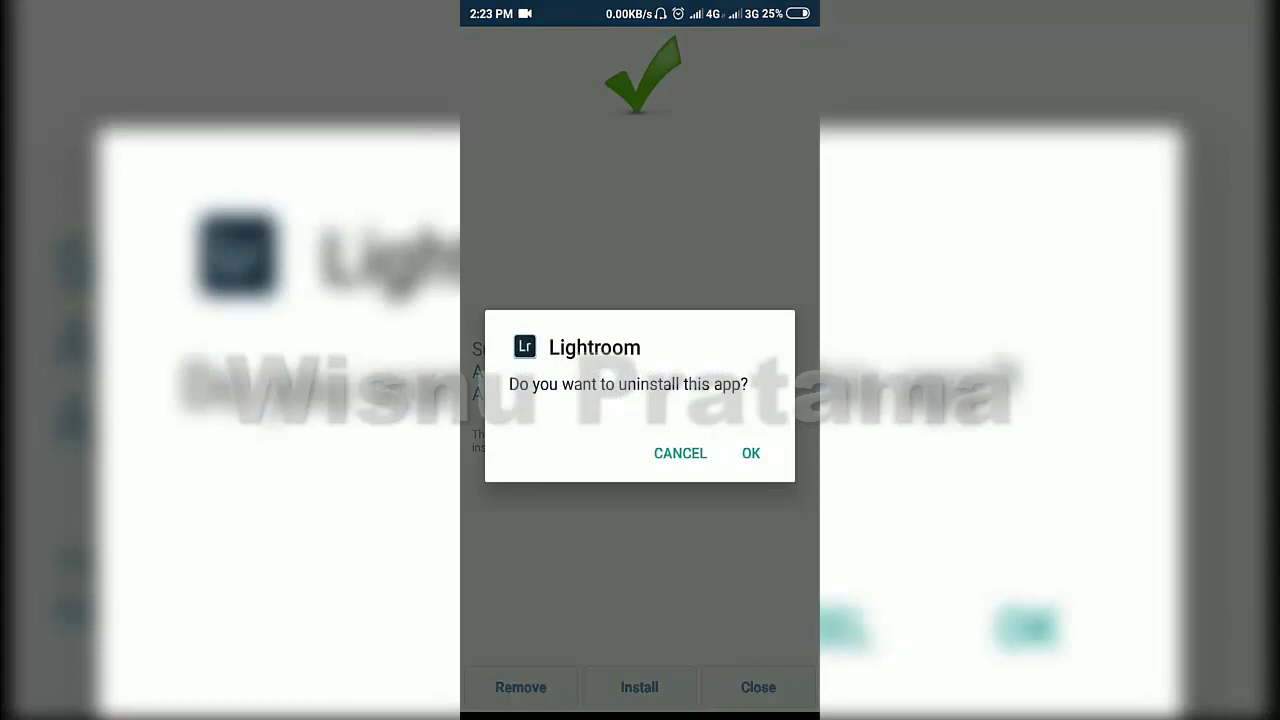 2:23 PM 0.00KB/s 4G 3G 25%
Lr Lightroom
Do you want to uninstall this app?
Wisnu Pratama
CANCEL OK
Remove Install Close